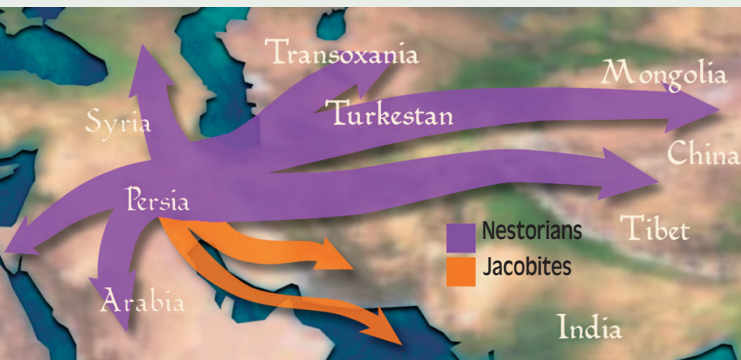 Transoxania
Mongolia
Syria
Turkestan
China
Persia
Nestorians
Tibet
Jacobites
Arabia
India